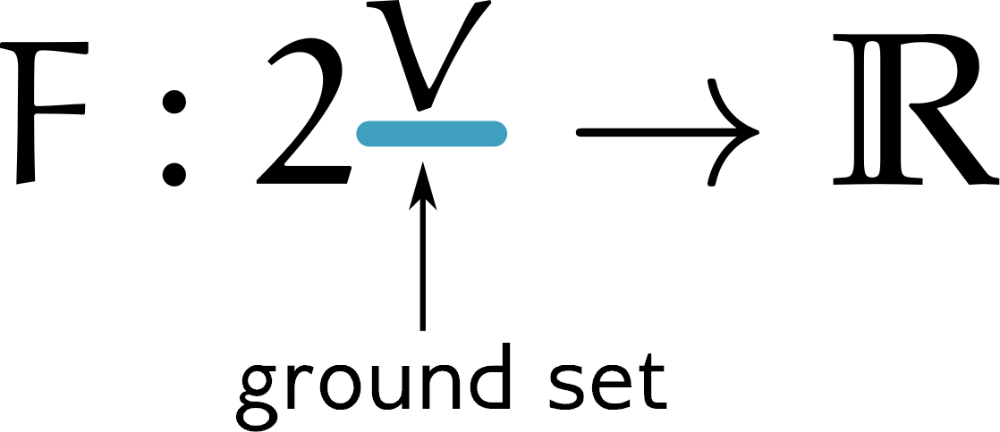 F : 2^V → ℝ
ground set